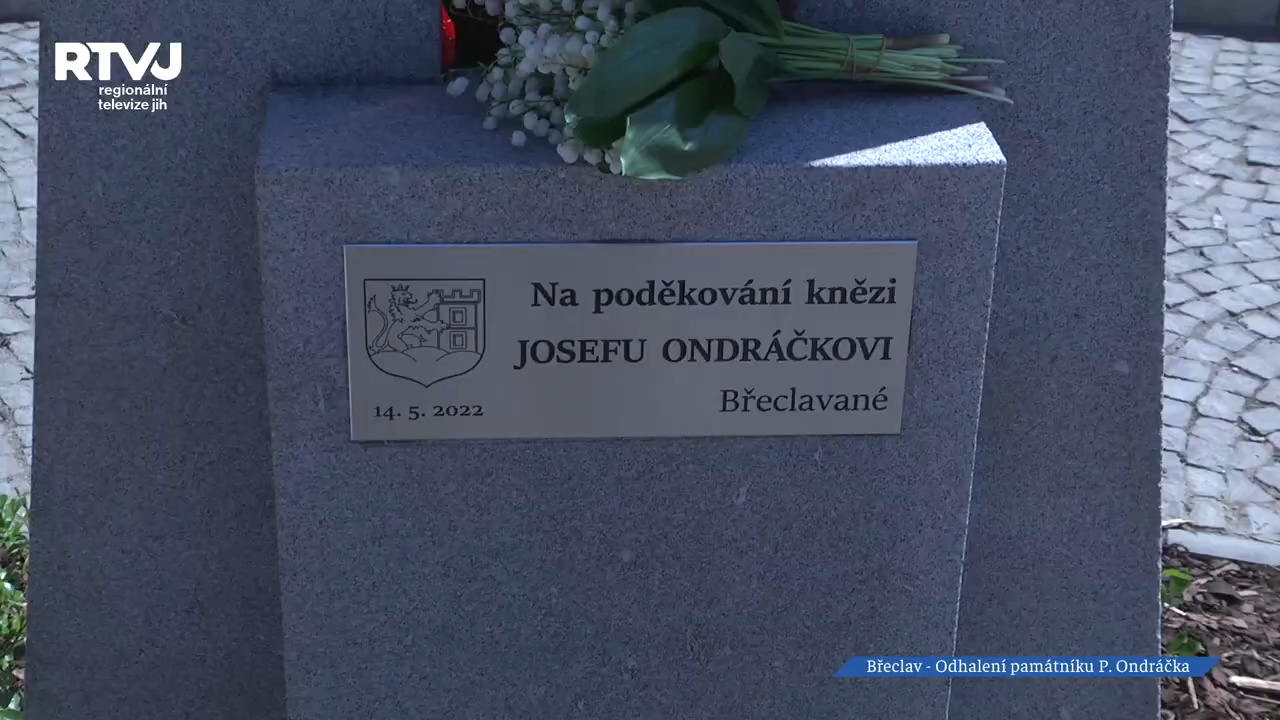 RTVJ
regionální
televize jih
Na poděkování knězi
JOSEFU ONDRÁČKOVI
Břeclavané
14. 5. 2022
Břeclav - Odhalení památníku P. Ondráčka